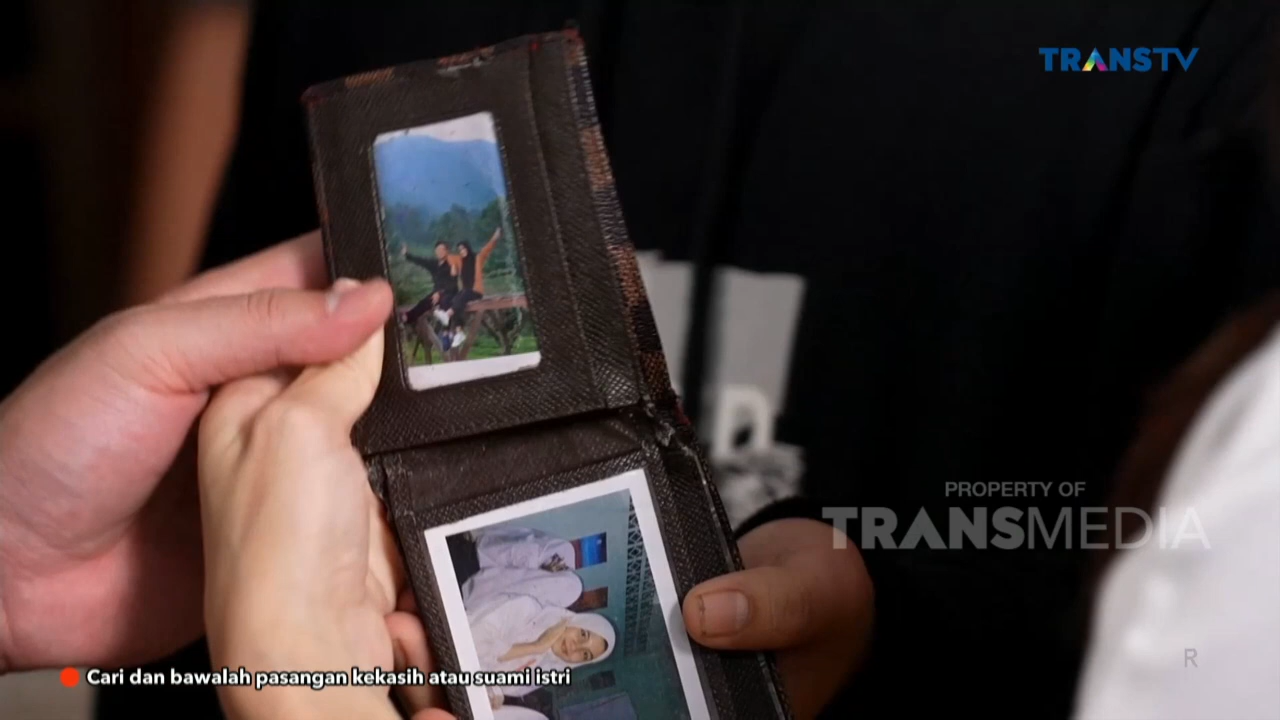 TRANSTV
PROPERTY OF
TRANSMEDIA
R
Cari dan bawalah pasangan kekasih atau suami istri